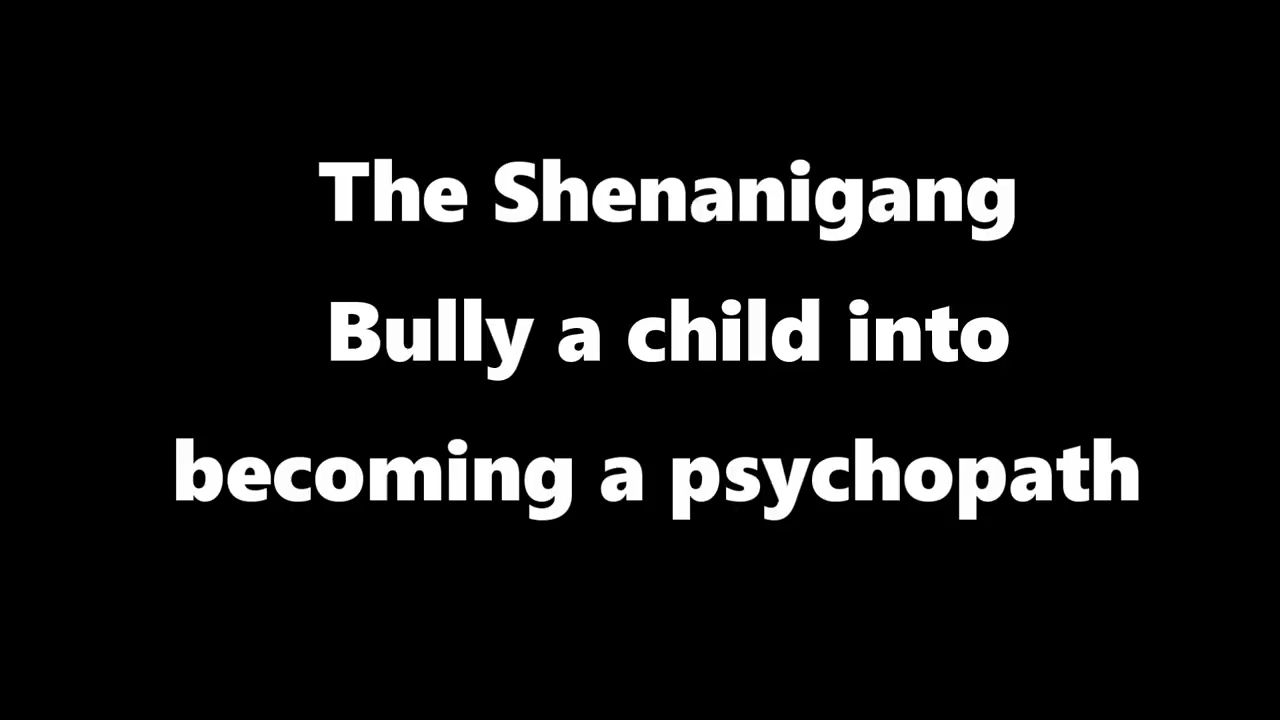 The Shenanigang
Bully a child into
becoming a psychopath